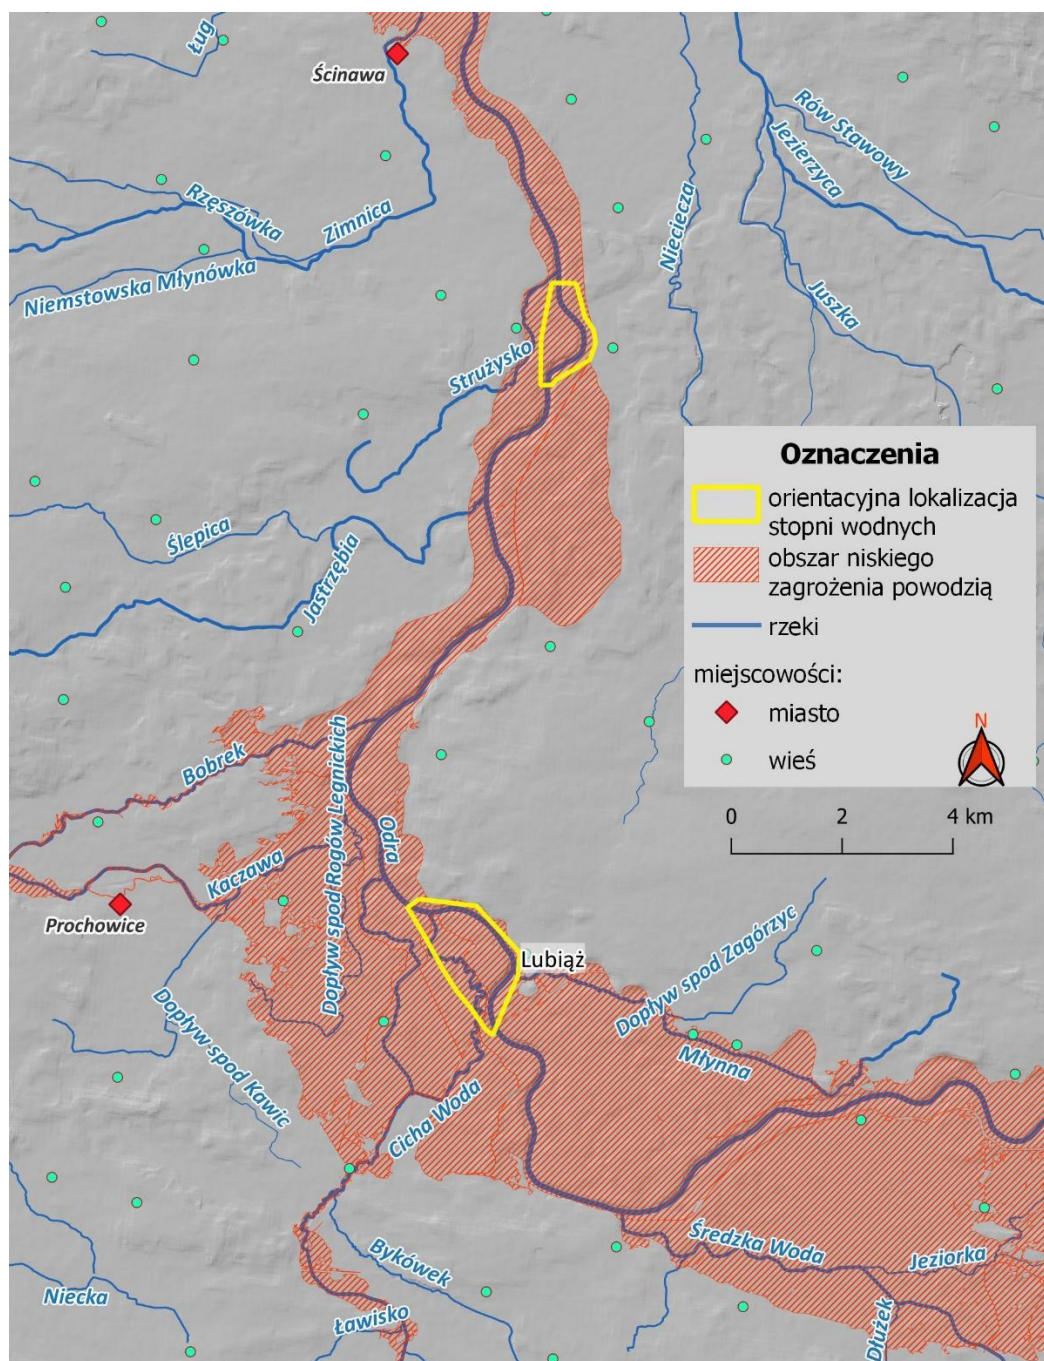 Ług
Ścinawa
Rów Stawowy
Jezierzyca
Rzęszówka
Zimnica
Nieciecza
Niemstowska Młynówka
Juszka
Strużysko
Oznaczenia
orientacyjna lokalizacja
stopni wodnych
obszar niskiego
zagrożenia powodzią
rzeki
miejscowości:
miasto
wieś
N
0 2 4 km
Ślepica
Jastrzębia
Bobrek
Dopływ spod Rogów Legnickich
Odra
Kaczawa
Prochowice
Lubiąż
Dopływ spod Zagórzyc
Dopływ spod Kawic
Młynna
Cicha Woda
Średzka Woda
Jeziorka
Bykówek
Niecka
Ławisko
Dłużek